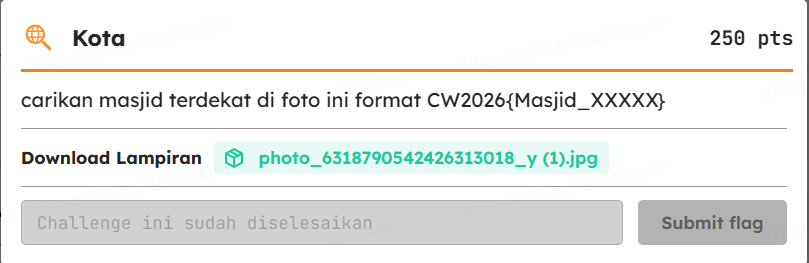 Kota
250 pts
carikan masjid terdekat di foto ini format CW2026{Masjid_XXXXX}
Download Lampiran photo_6318790542426313018_y (1).jpg
Challenge ini sudah diselesaikan
Submit flag